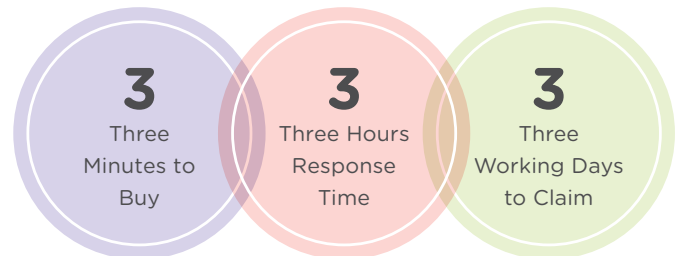 3
Three
Minutes to
Buy
3
Three Hours
Response
Time
3
Three
Working Days
to Claim